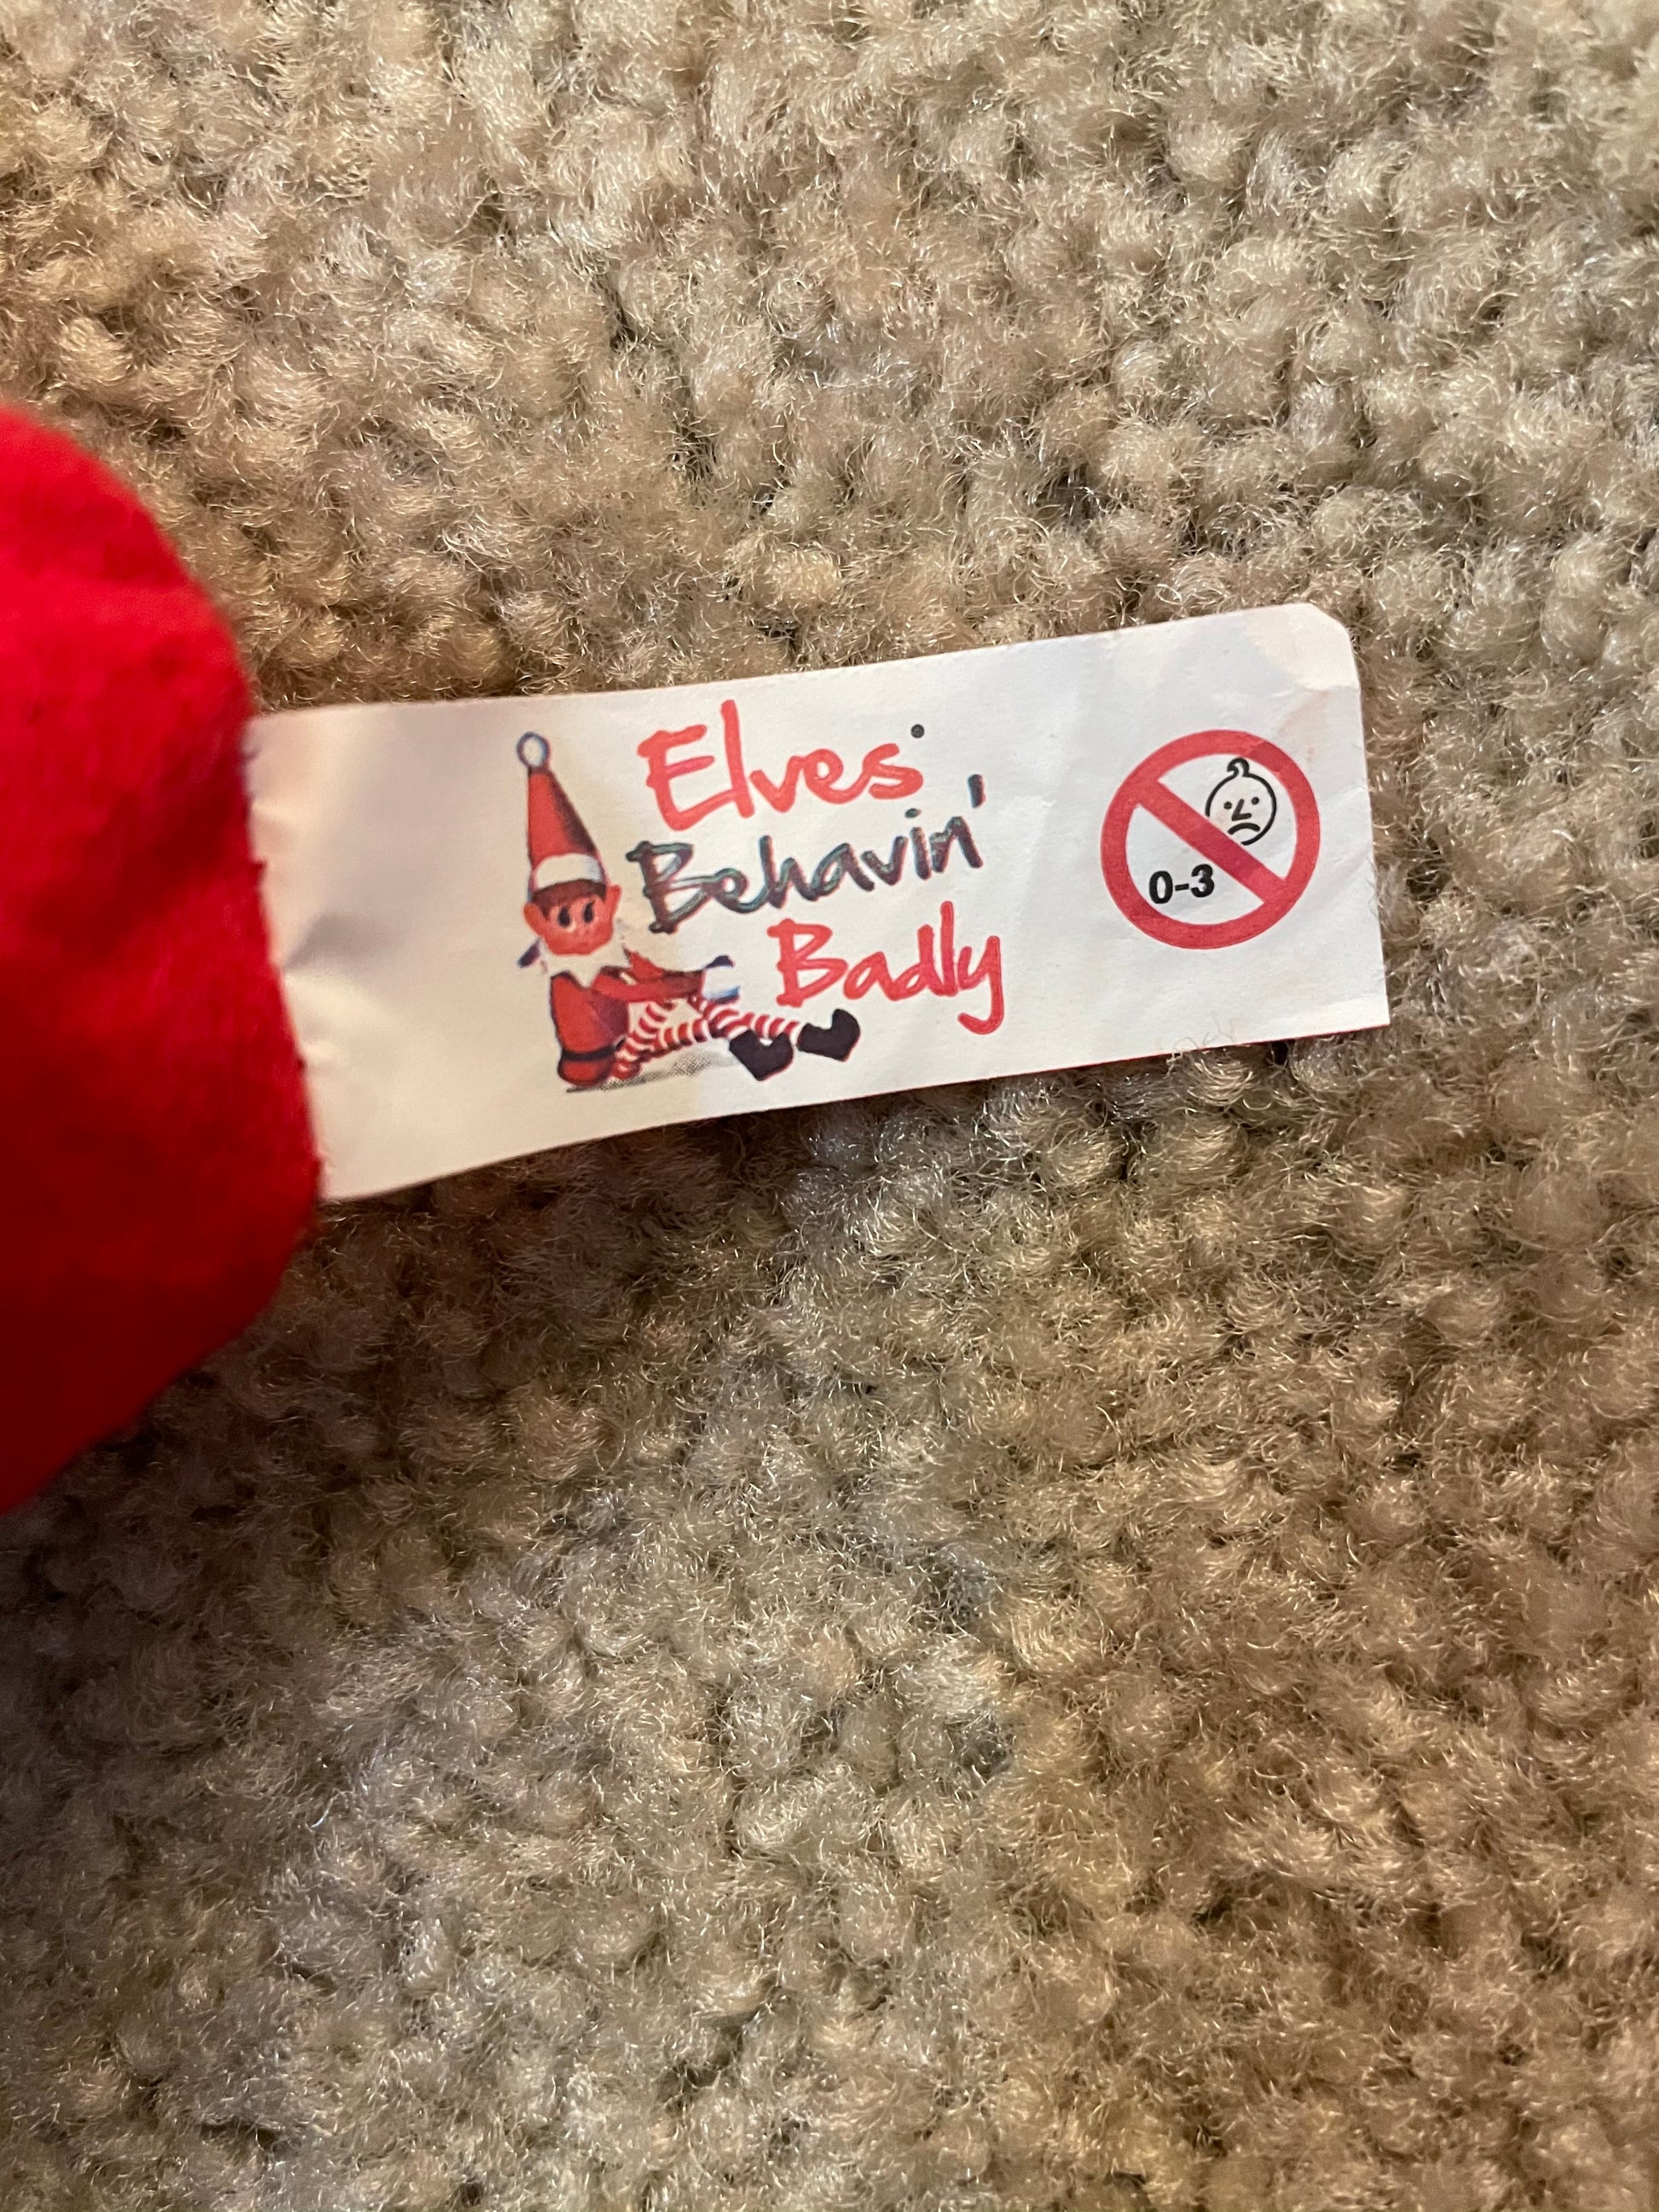 Elves
Behavin'
Badly
0-3